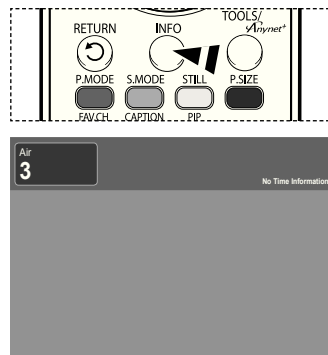 RETURN INFO TOOLS/
Anynet+
P.MODE S.MODE STILL P.SIZE
FAV.CH CAPTION PIP
Air
3
No Time Information